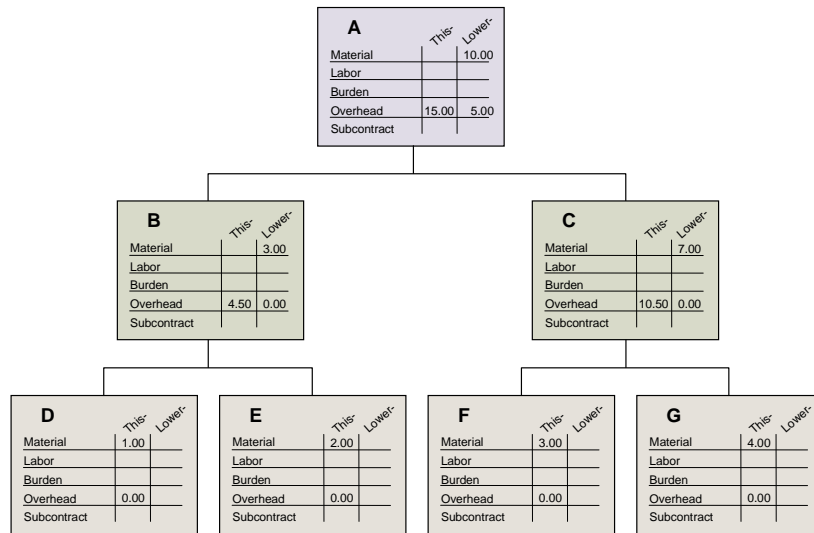 A
This- Lower-
Material 10.00
Labor
Burden
Overhead 15.00 5.00
Subcontract
B
This- Lower-
Material 3.00
Labor
Burden
Overhead 4.50 0.00
Subcontract
C
This- Lower-
Material 7.00
Labor
Burden
Overhead 10.50 0.00
Subcontract
D
This- Lower-
Material 1.00
Labor
Burden
Overhead 0.00
Subcontract
E
This- Lower-
Material 2.00
Labor
Burden
Overhead 0.00
Subcontract
F
This- Lower-
Material 3.00
Labor
Burden
Overhead 0.00
Subcontract
G
This- Lower-
Material 4.00
Labor
Burden
Overhead 0.00
Subcontract